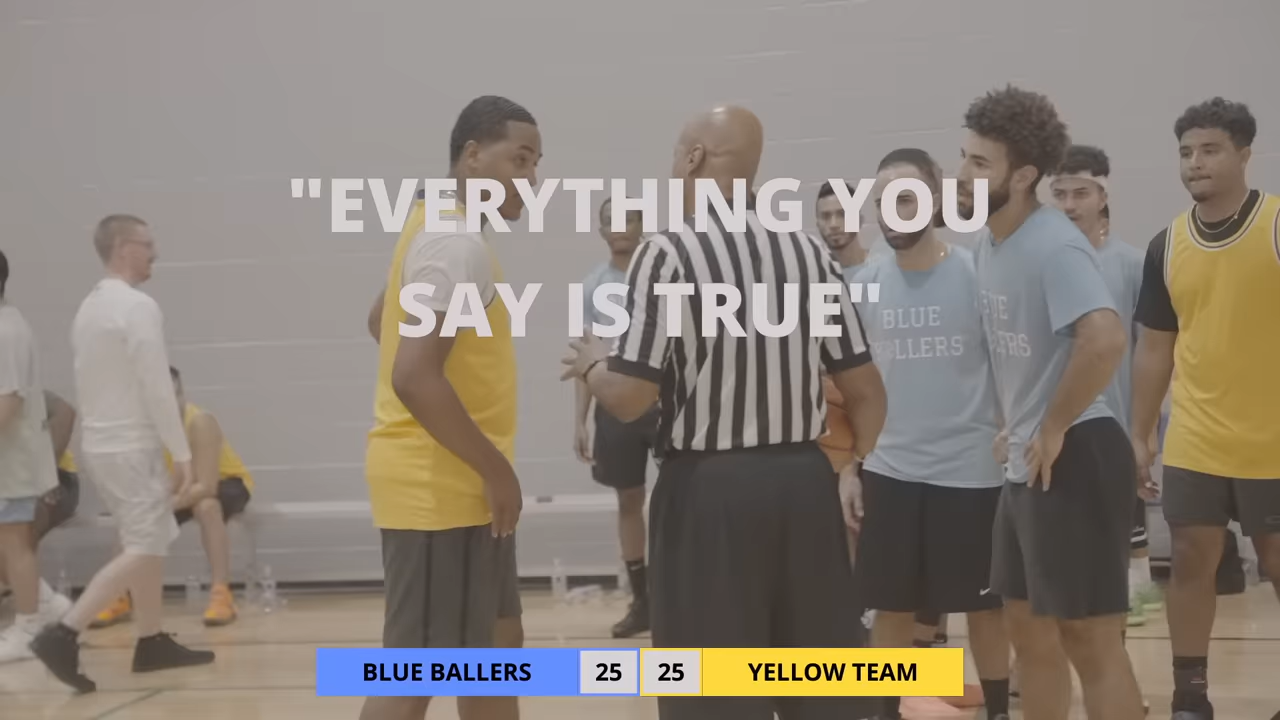 "EVERYTHING YOU
SAY IS TRUE"
BLUE
BALLERS
BLUE BALLERS 25 25 YELLOW TEAM